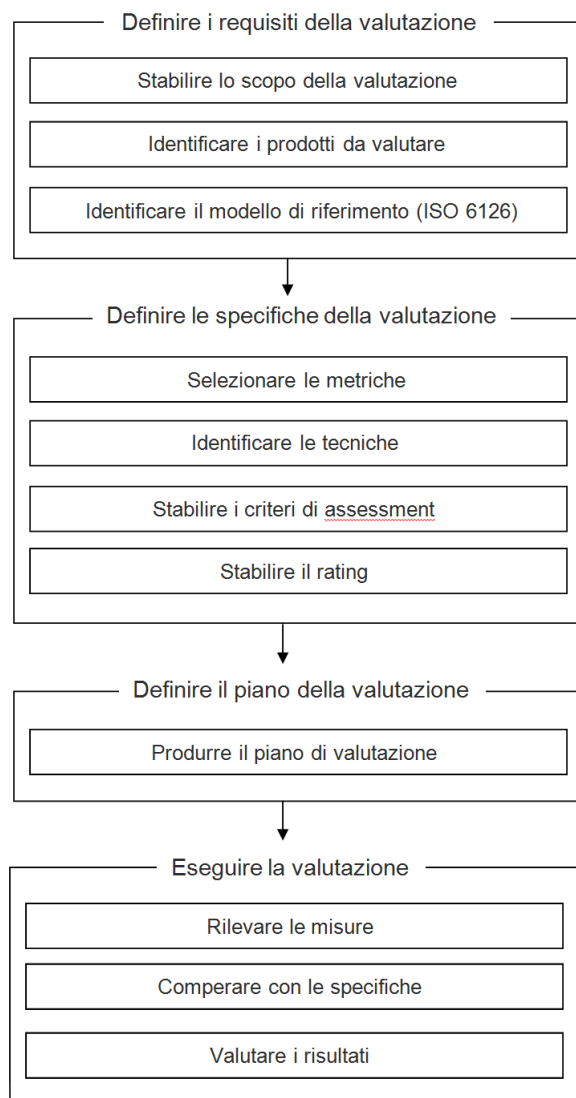 Definire i requisiti della valutazione
Stabilire lo scopo della valutazione
Identificare i prodotti da valutare
Identificare il modello di riferimento (ISO 6126)
Definire le specifiche della valutazione
Selezionare le metriche
Identificare le tecniche
Stabilire i criteri di assessment
Stabilire il rating
Definire il piano della valutazione
Produrre il piano di valutazione
Eseguire la valutazione
Rilevare le misure
Comperare con le specifiche
Valutare i risultati